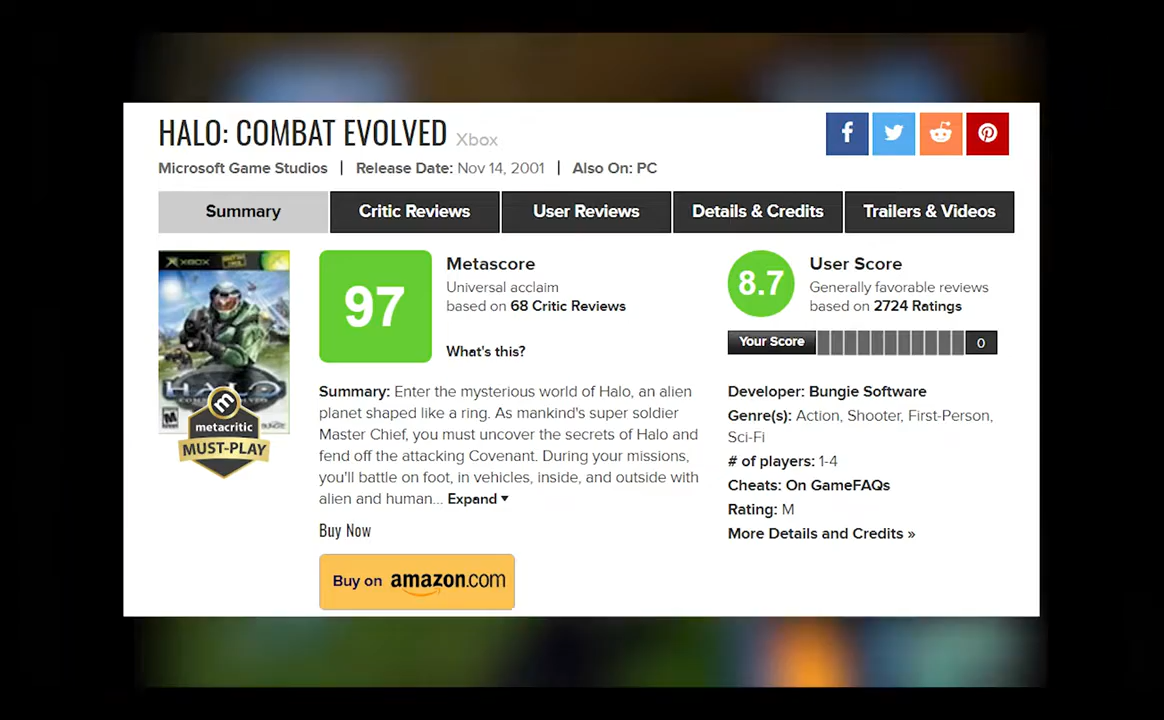 HALO: COMBAT EVOLVED Xbox
Microsoft Game Studios | Release Date: Nov 14, 2001 | Also On: PC
Summary Critic Reviews User Reviews Details & Credits Trailers & Videos
XBOX
HALO
metacritic
MUST-PLAY
97
Metascore
Universal acclaim
based on 68 Critic Reviews
What's this?
Summary: Enter the mysterious world of Halo, an alien
planet shaped like a ring. As mankind's super soldier
Master Chief, you must uncover the secrets of Halo and
fend off the attacking Covenant. During your missions,
you'll battle on foot, in vehicles, inside, and outside with
alien and human... Expand
Buy Now
Buy on amazon.com
8.7
User Score
Generally favorable reviews
based on 2724 Ratings
Your Score 0
Developer: Bungie Software
Genre(s): Action, Shooter, First-Person,
Sci-Fi
# of players: 1-4
Cheats: On GameFAQs
Rating: M
More Details and Credits »